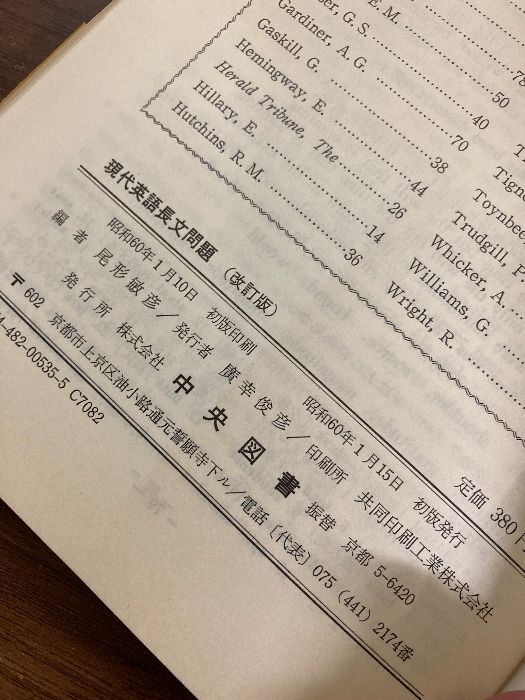 E. M.
ser, G. S. 78
Gardiner, A. G. 50
Gaskill, G. 40
Hemingway, E. 70
Herald Tribune, The 38
Hillary, E. 44
Hutchins, R. M. 26
14
36
Toynbee
Trudgill, P
Whicker, A.
Williams, G.
Wright, R.
現代英語長文問題 (改訂版)
定価 380円
昭和60年1月10日 初版印刷 昭和60年1月15日 初版発行
編者 尾形敏彦/発行者 廣幸俊彦/印刷所 共同印刷工業株式会社
発行所 株式会社 中央図書 振替 京都 5-6420
〒602 京都市上京区油小路通元誓願寺下ル/電話〔代表〕075 (441) 2174番
4-482-00535-5 C7082